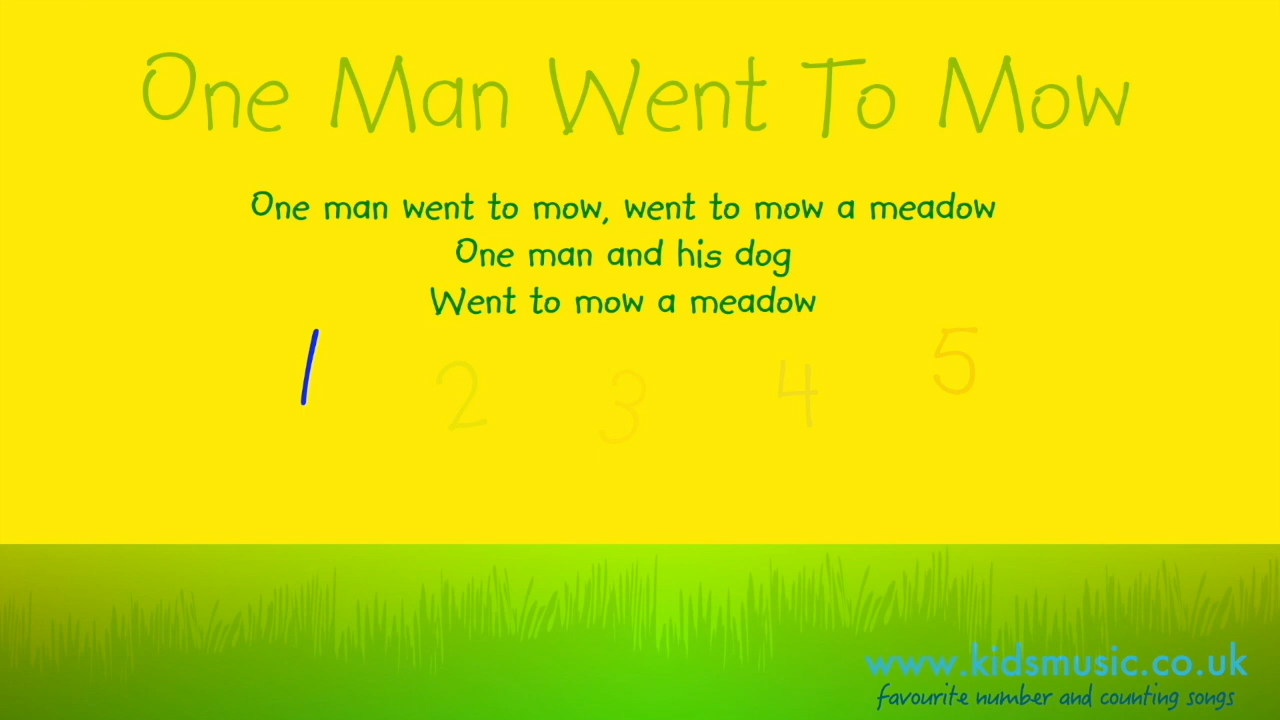 One Man Went To Mow
One man went to mow, went to mow a meadow
One man and his dog
Went to mow a meadow
1 2 3 4 5
www.kidsmusic.co.uk
favourite number and counting songs